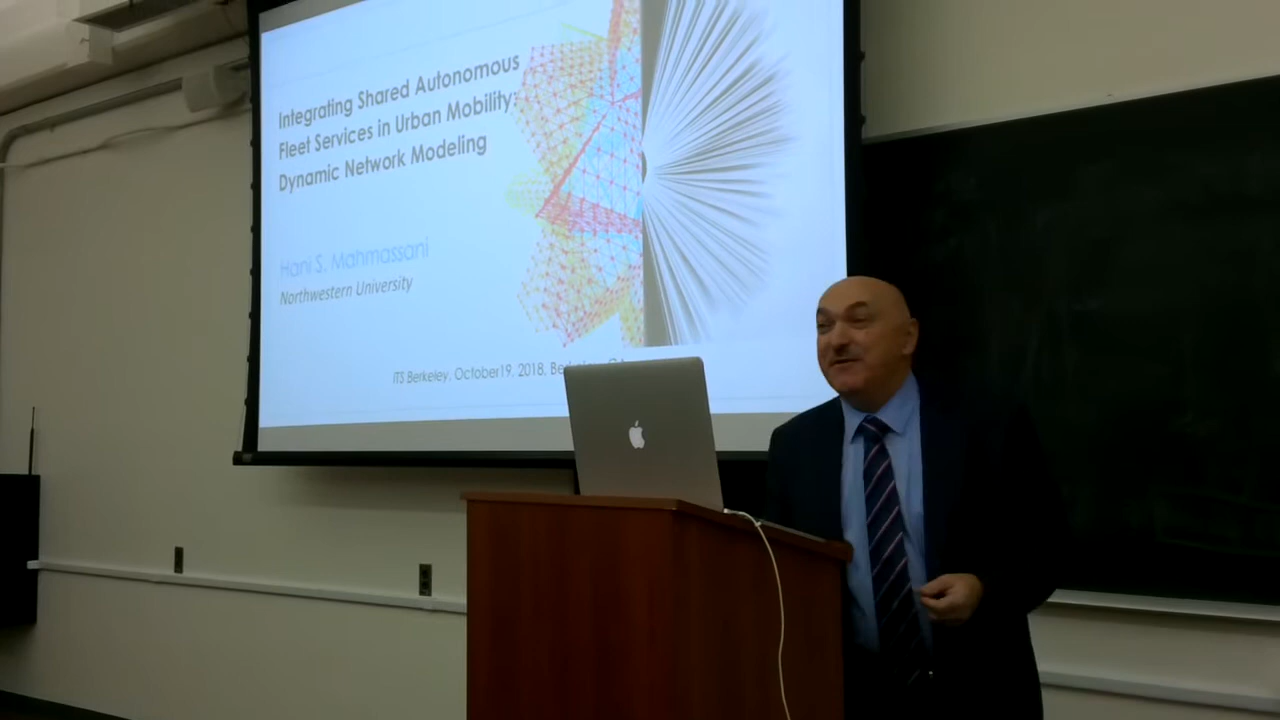 Integrating Shared Autonomous
Fleet Services in Urban Mobility:
Dynamic Network Modeling
Hani S. Mahmassani
Northwestern University
ITS Berkeley, October19, 2018,